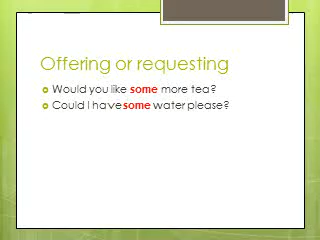 Offering or requesting
Would you like some more tea?
Could I have some water please?